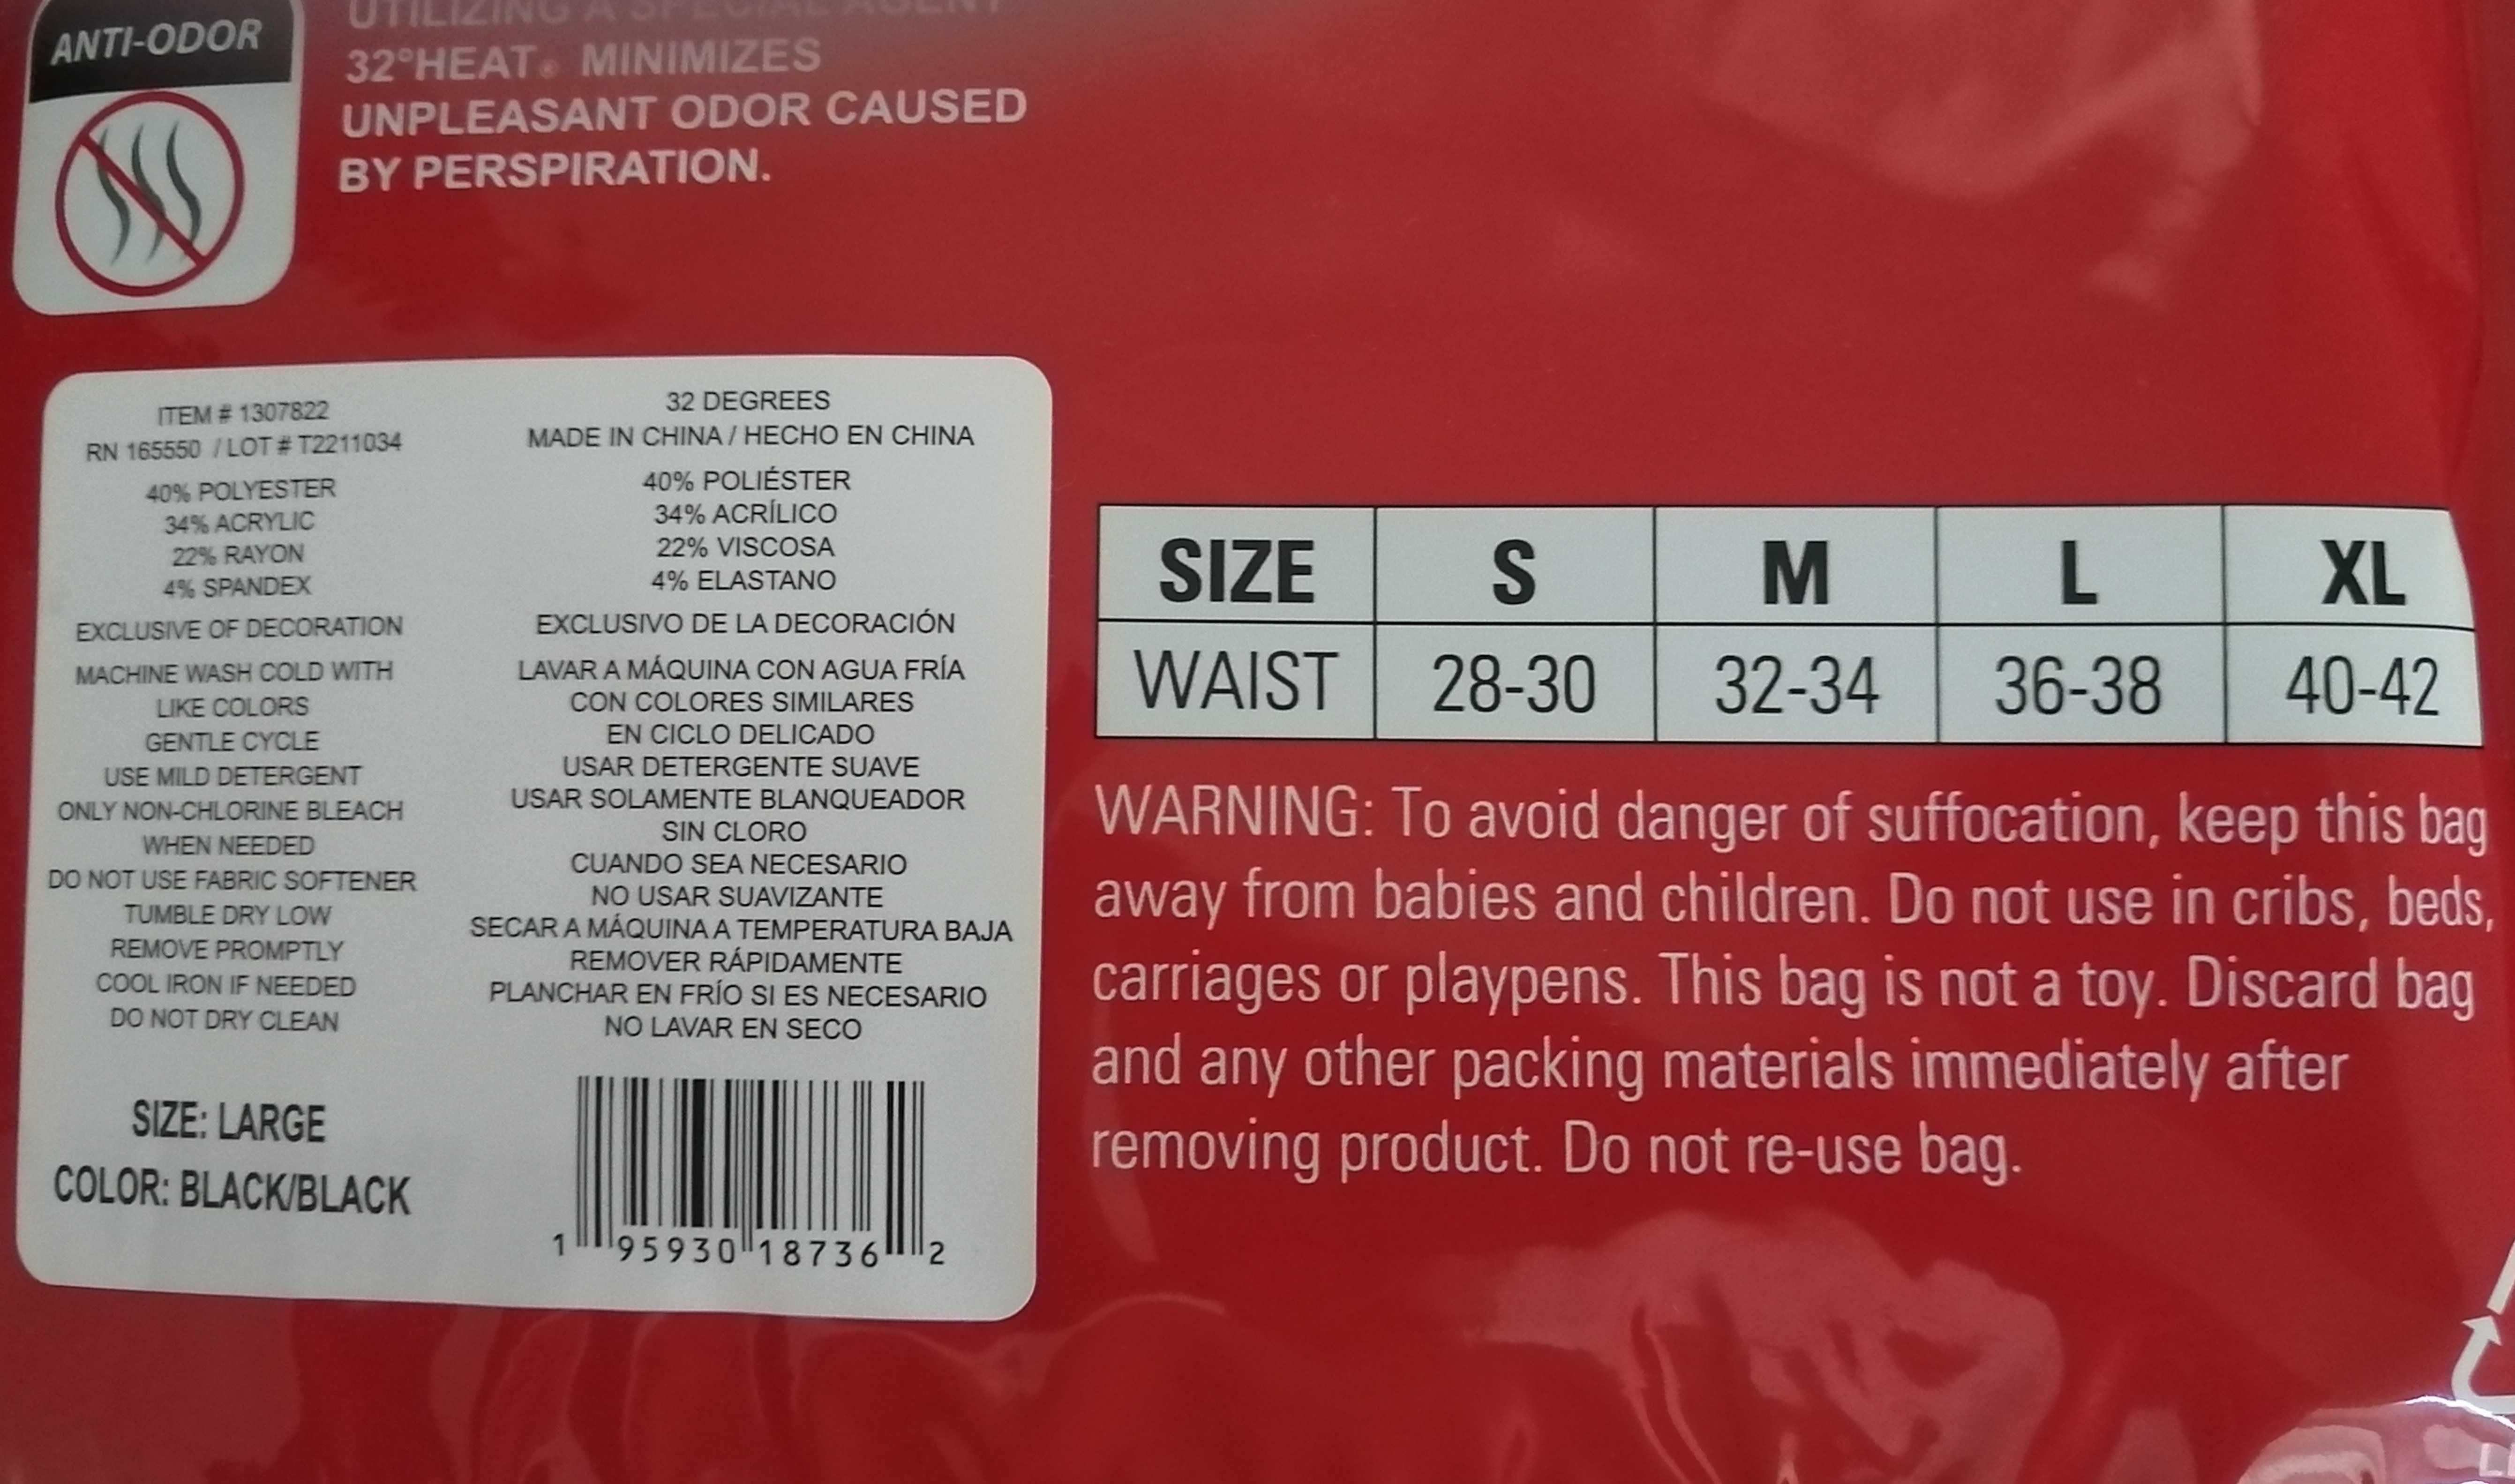 ANTI-ODOR
UTILIZING A SPECIAL AGENT
32°HEAT® MINIMIZES
UNPLEASANT ODOR CAUSED
BY PERSPIRATION.
ITEM # 1307822
RN 165550 / LOT # T2211034
40% POLYESTER
34% ACRYLIC
22% RAYON
4% SPANDEX
EXCLUSIVE OF DECORATION
MACHINE WASH COLD WITH
LIKE COLORS
GENTLE CYCLE
USE MILD DETERGENT
ONLY NON-CHLORINE BLEACH
WHEN NEEDED
DO NOT USE FABRIC SOFTENER
TUMBLE DRY LOW
REMOVE PROMPTLY
COOL IRON IF NEEDED
DO NOT DRY CLEAN
SIZE: LARGE
COLOR: BLACK/BLACK
32 DEGREES
MADE IN CHINA / HECHO EN CHINA
40% POLIÉSTER
34% ACRÍLICO
22% VISCOSA
4% ELASTANO
EXCLUSIVO DE LA DECORACIÓN
LAVAR A MÁQUINA CON AGUA FRÍA
CON COLORES SIMILARES
EN CICLO DELICADO
USAR DETERGENTE SUAVE
USAR SOLAMENTE BLANQUEADOR
SIN CLORO
CUANDO SEA NECESARIO
NO USAR SUAVIZANTE
SECAR A MÁQUINA A TEMPERATURA BAJA
REMOVER RÁPIDAMENTE
PLANCHAR EN FRÍO SI ES NECESARIO
NO LAVAR EN SECO
1 95930 18736 2
SIZE S M L XL
WAIST 28-30 32-34 36-38 40-42
WARNING: To avoid danger of suffocation, keep this bag
away from babies and children. Do not use in cribs, beds,
carriages or playpens. This bag is not a toy. Discard bag
and any other packing materials immediately after
removing product. Do not re-use bag.